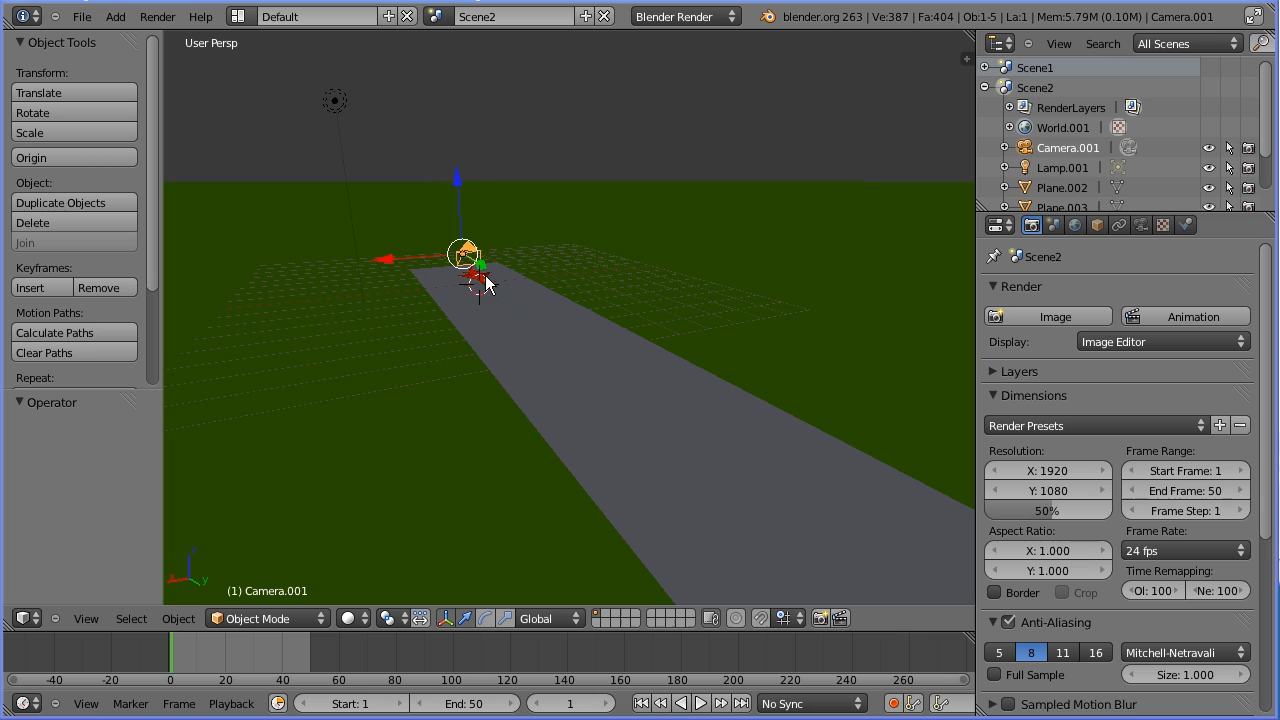 File Add Render Help Default Scene2 Blender Render blender.org 263 | Ve:387 | Fa:404 | Ob:1-5 | La:1 | Mem:5.79M (0.10M) | Camera.001
Object Tools
Transform:
Translate
Rotate
Scale
Origin
Object:
Duplicate Objects
Delete
Join
Keyframes:
Insert Remove
Motion Paths:
Calculate Paths
Clear Paths
Repeat:
Operator
User Persp
z
x y
(1) Camera.001
View Select Object Object Mode Global
-40 -20 0 20 40 60 80 100 120 140 160 180 200 220 240 260
View Marker Frame Playback Start: 1 End: 50 1 No Sync
View Search All Scenes
Scene1
Scene2
RenderLayers |
World.001 |
Camera.001 |
Lamp.001 |
Plane.002 |
Plane.003 |
Scene2
Render
Image Animation
Display: Image Editor
Layers
Dimensions
Render Presets
Resolution: Frame Range:
X: 1920 Start Frame: 1
Y: 1080 End Frame: 50
50% Frame Step: 1
Aspect Ratio: Frame Rate:
X: 1.000 24 fps
Y: 1.000 Time Remapping:
Border Crop Ol: 100 Ne: 100
Anti-Aliasing
5 8 11 16 Mitchell-Netravali
Full Sample Size: 1.000
Sampled Motion Blur